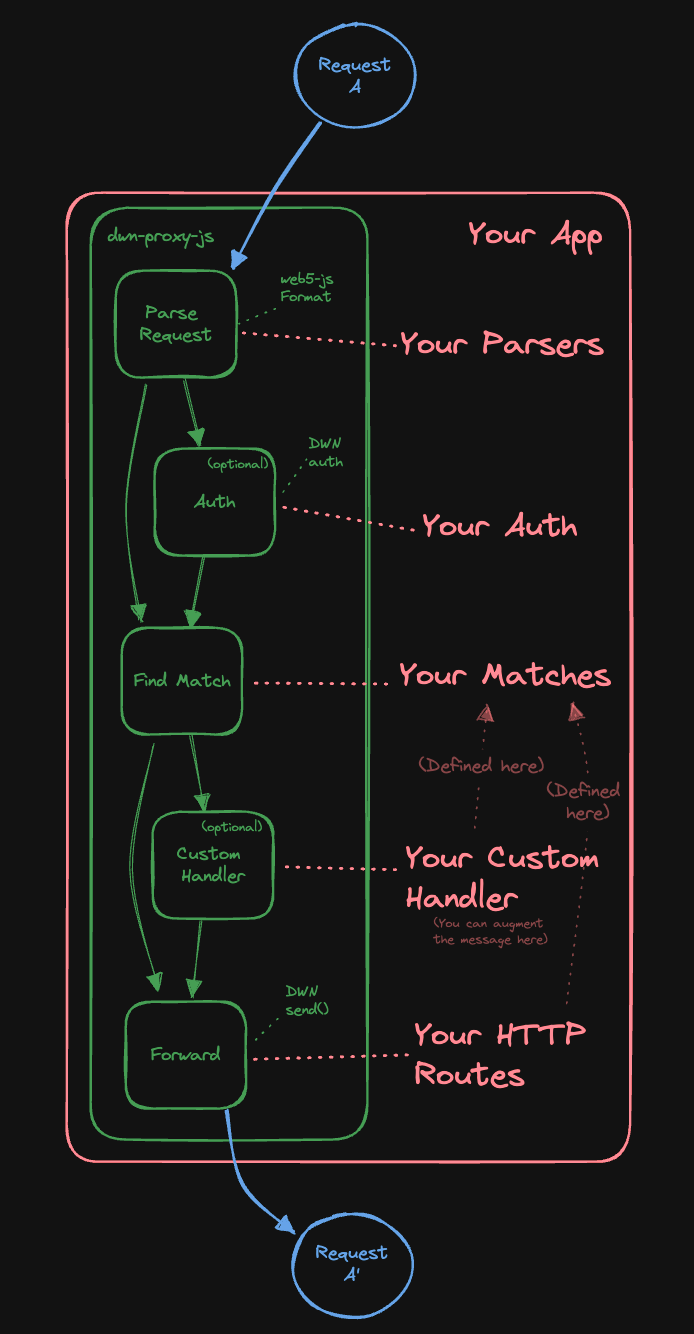 Request
A
dwn-proxy-js
Your App
web5-js
Format
Parse
Request
Your Parsers
DWN
auth
(optional)
Auth
Your Auth
Find Match
Your Matches
(Defined here)
(Defined
here)
(optional)
Custom
Handler
Your Custom
Handler
(You can augment
the message here)
DWN
send()
Forward
Your HTTP
Routes
Request
A'